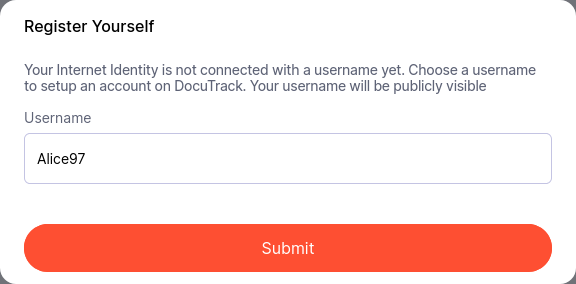 Register Yourself
Your Internet Identity is not connected with a username yet. Choose a username
to setup an account on DocuTrack. Your username will be publicly visible
Username
Alice97
Submit